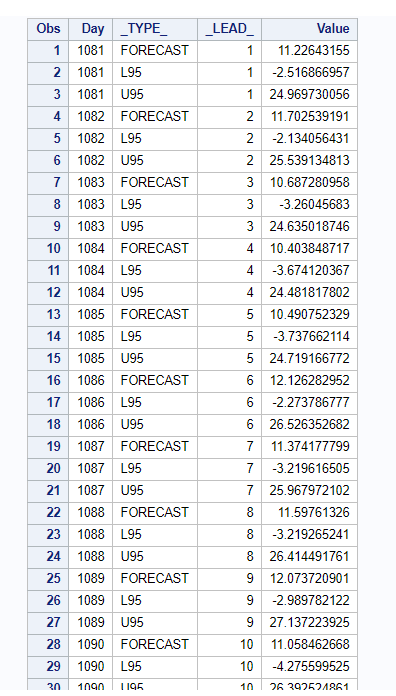 Obs Day _TYPE_ _LEAD_ Value
1 1081 FORECAST 1 11.22643155
2 1081 L95 1 -2.516866957
3 1081 U95 1 24.969730056
4 1082 FORECAST 2 11.702539191
5 1082 L95 2 -2.134056431
6 1082 U95 2 25.539134813
7 1083 FORECAST 3 10.687280958
8 1083 L95 3 -3.26045683
9 1083 U95 3 24.635018746
10 1084 FORECAST 4 10.403848717
11 1084 L95 4 -3.674120367
12 1084 U95 4 24.481817802
13 1085 FORECAST 5 10.490752329
14 1085 L95 5 -3.737662114
15 1085 U95 5 24.719166772
16 1086 FORECAST 6 12.126282952
17 1086 L95 6 -2.273786777
18 1086 U95 6 26.526352682
19 1087 FORECAST 7 11.374177799
20 1087 L95 7 -3.219616505
21 1087 U95 7 25.967972102
22 1088 FORECAST 8 11.59761326
23 1088 L95 8 -3.219265241
24 1088 U95 8 26.414491761
25 1089 FORECAST 9 12.073720901
26 1089 L95 9 -2.989782122
27 1089 U95 9 27.137223925
28 1090 FORECAST 10 11.058462668
29 1090 L95 10 -4.275599525
30 1090 U95 10 26.392524861